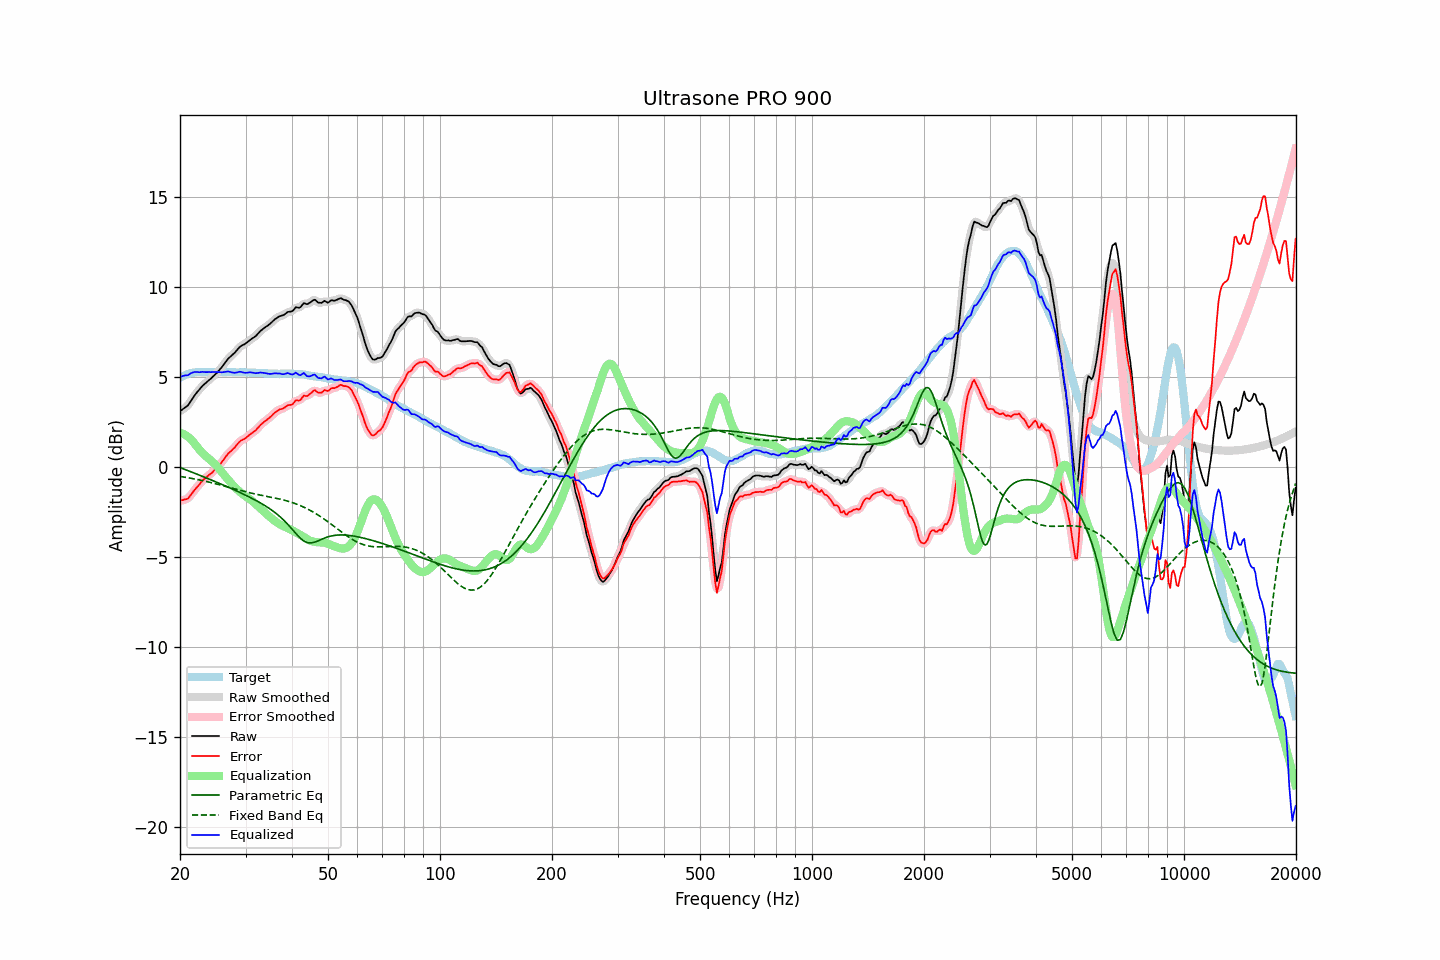 Ultrasone PRO 900
Amplitude (dBr)
15
10
5
0
−5
−10
−15
−20
Target
Raw Smoothed
Error Smoothed
Raw
Error
Equalization
Parametric Eq
Fixed Band Eq
Equalized
20 50 100 200 500 1000 2000 5000 10000 20000
Frequency (Hz)